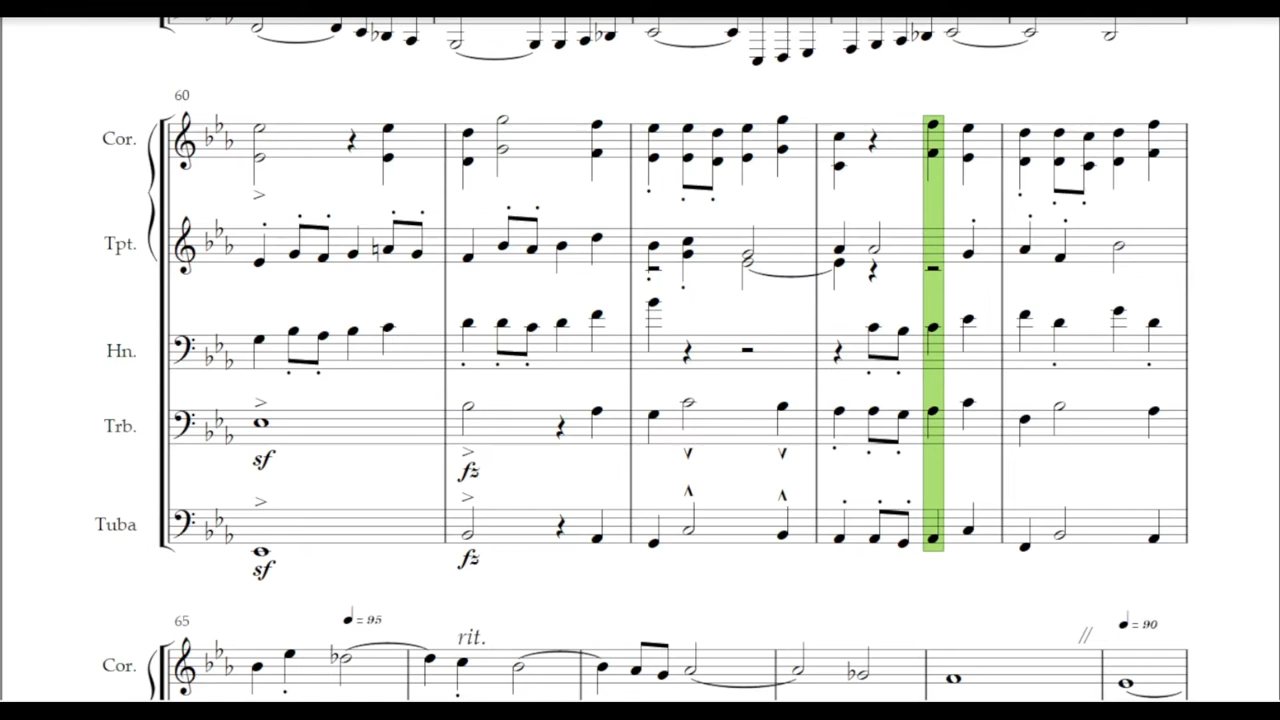 60
Cor.
Tpt.
Hn.
Trb.
sf
fz
Tuba
sf
fz
65
= 95
rit.
= 90
Cor.